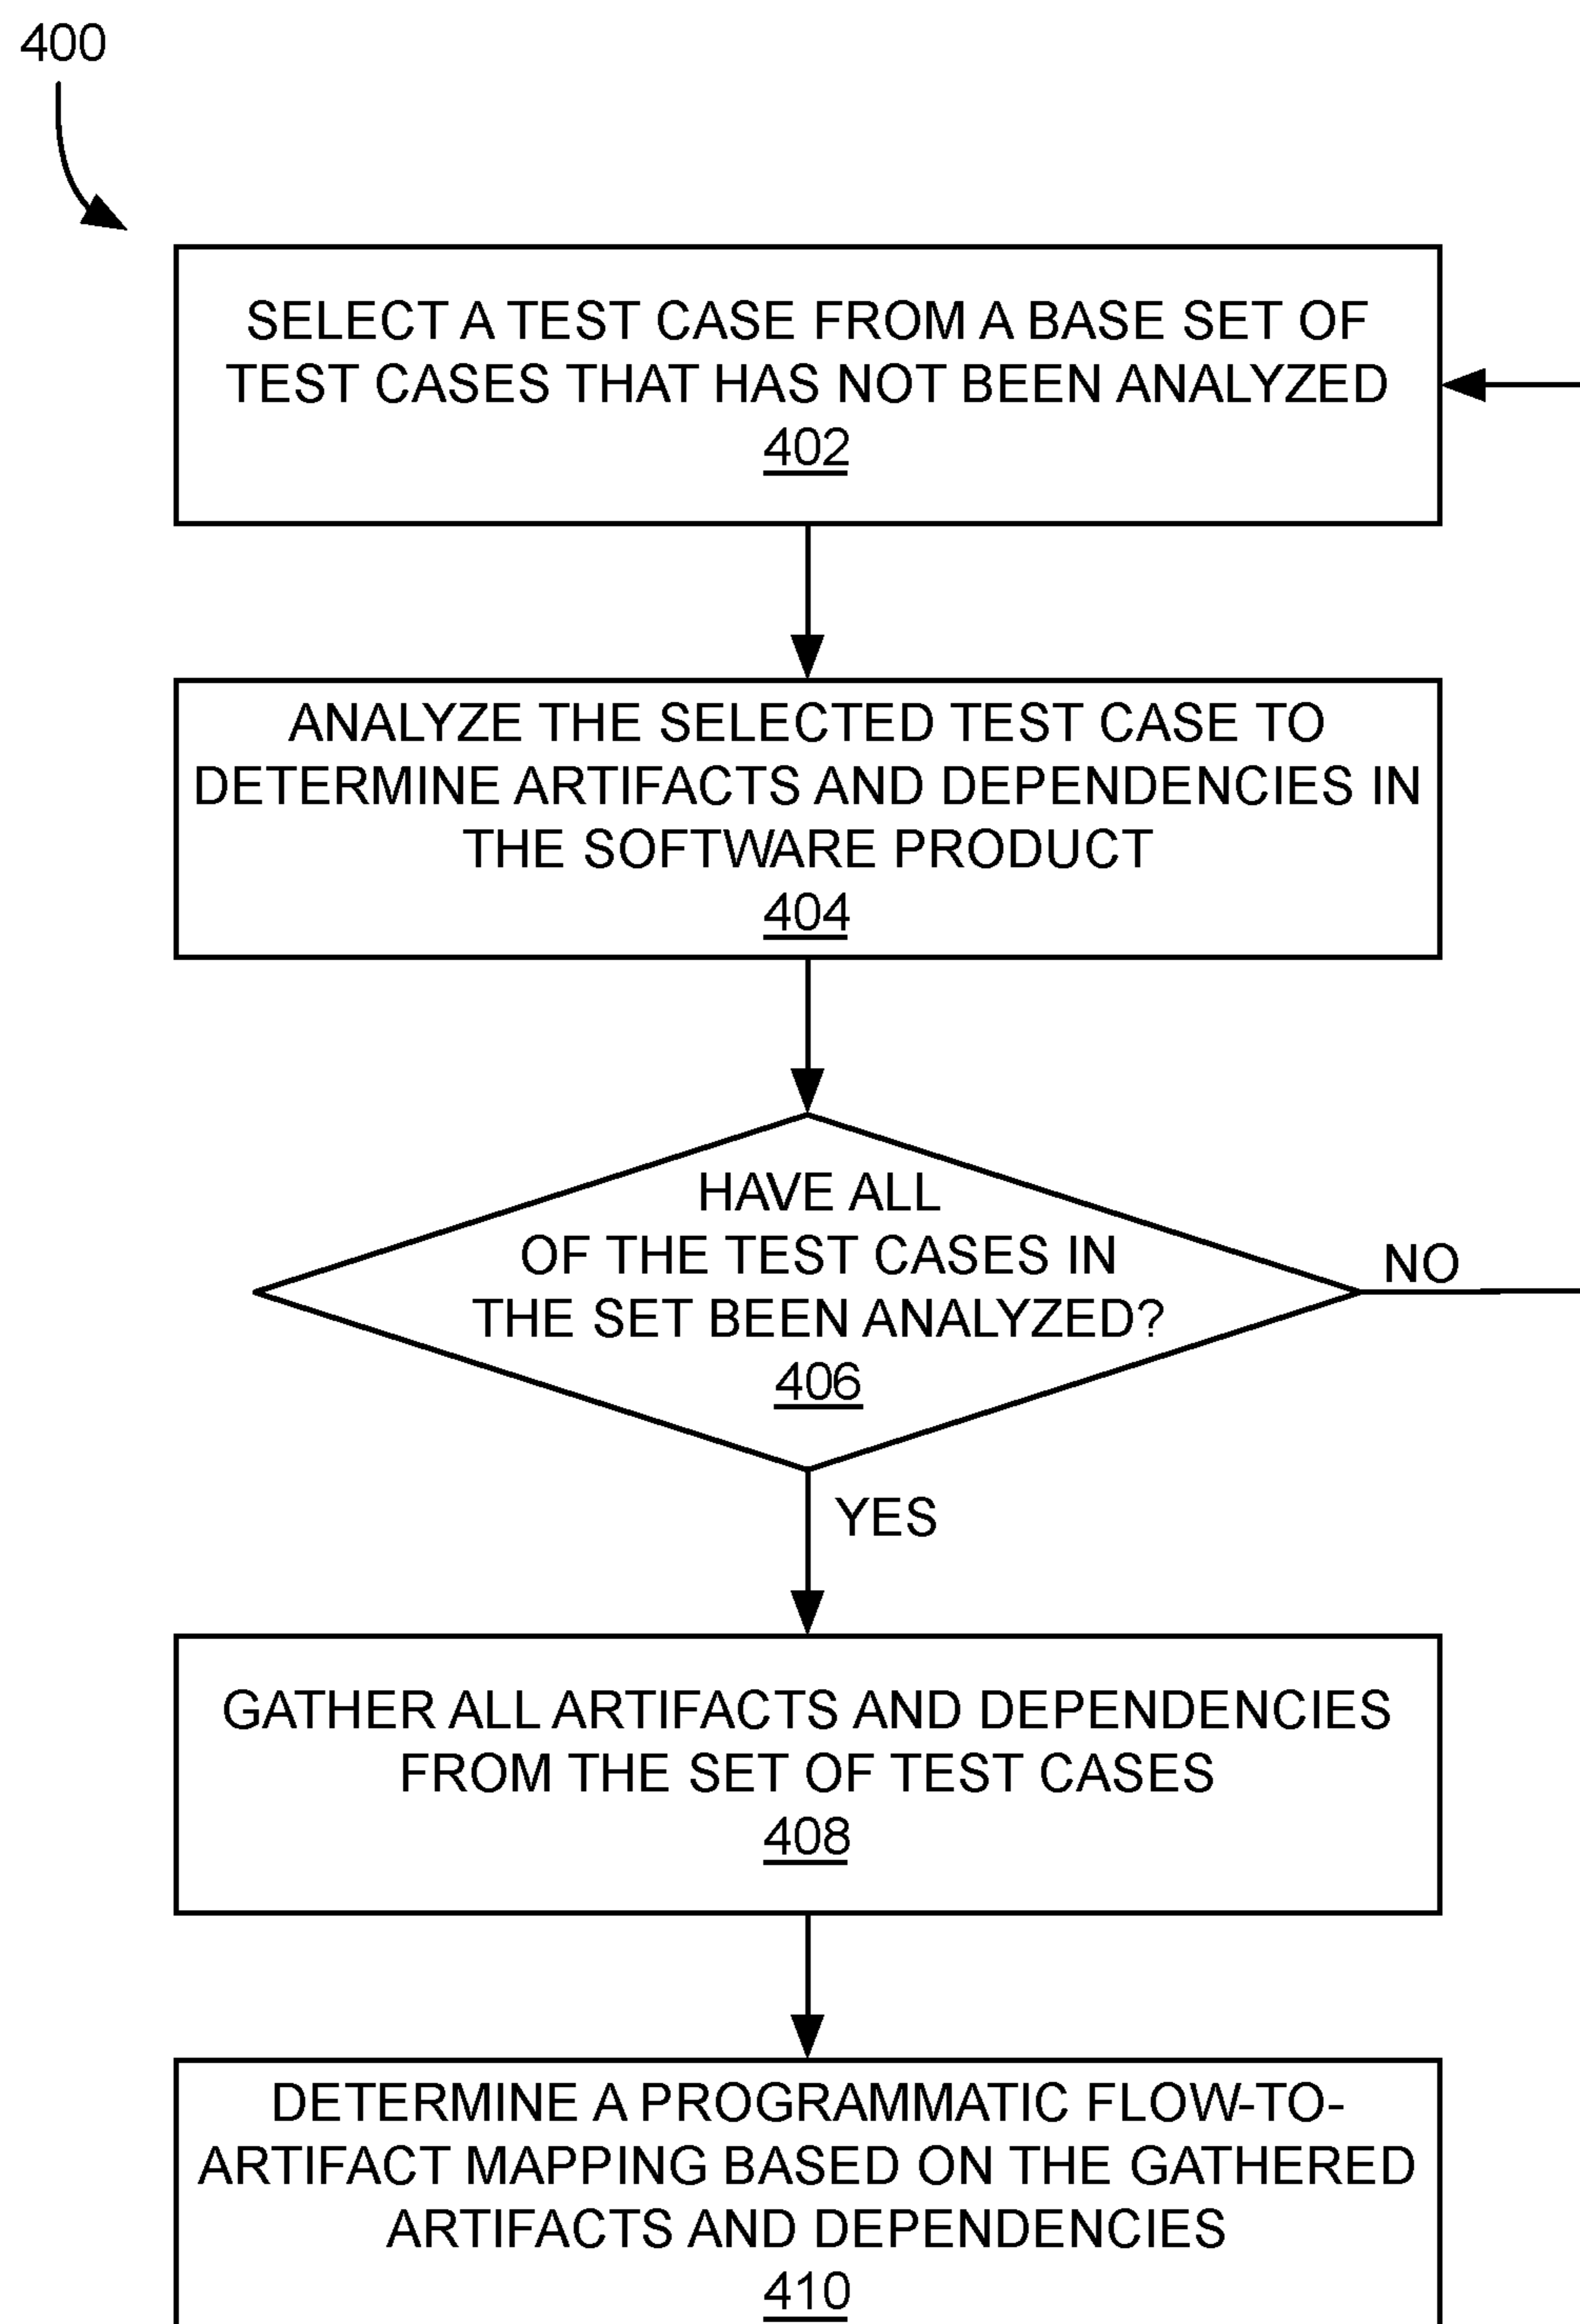 400
SELECT A TEST CASE FROM A BASE SET OF
TEST CASES THAT HAS NOT BEEN ANALYZED
402
ANALYZE THE SELECTED TEST CASE TO
DETERMINE ARTIFACTS AND DEPENDENCIES IN
THE SOFTWARE PRODUCT
404
HAVE ALL
OF THE TEST CASES IN
THE SET BEEN ANALYZED?
406
NO
YES
GATHER ALL ARTIFACTS AND DEPENDENCIES
FROM THE SET OF TEST CASES
408
DETERMINE A PROGRAMMATIC FLOW-TO-
ARTIFACT MAPPING BASED ON THE GATHERED
ARTIFACTS AND DEPENDENCIES
410